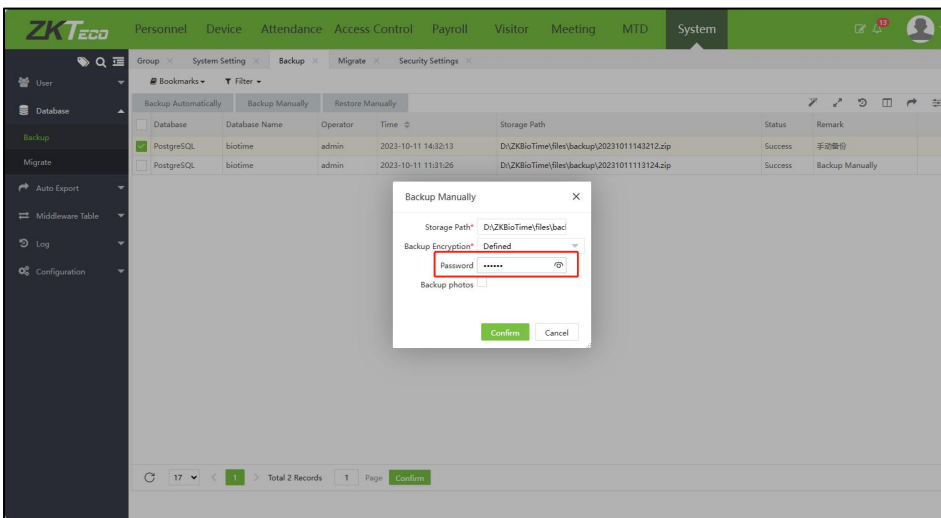 ZKTeco Personnel Device Attendance Access Control Payroll Visitor Meeting MTD System 13
Group × System Setting × Backup × Migrate × Security Settings ×
User
Bookmarks Filter
Database
Backup Automatically Backup Manually Restore Manually
Database Database Name Operator Time Storage Path Status Remark
Backup
PostgreSQL biotime admin 2023-10-11 14:32:13 D:\ZKBioTime\files\backup\20231011143212.zip Success 手动备份
Migrate
PostgreSQL biotime admin 2023-10-11 11:31:26 D:\ZKBioTime\files\backup\20231011113124.zip Success Backup Manually
Auto Export
Middleware Table
Log
Configuration
Backup Manually ×
Storage Path* D:\ZKBioTime\files\bac
Backup Encryption* Defined
Password ••••••
Backup photos
Confirm Cancel
17 < 1 > Total 2 Records 1 Page Confirm